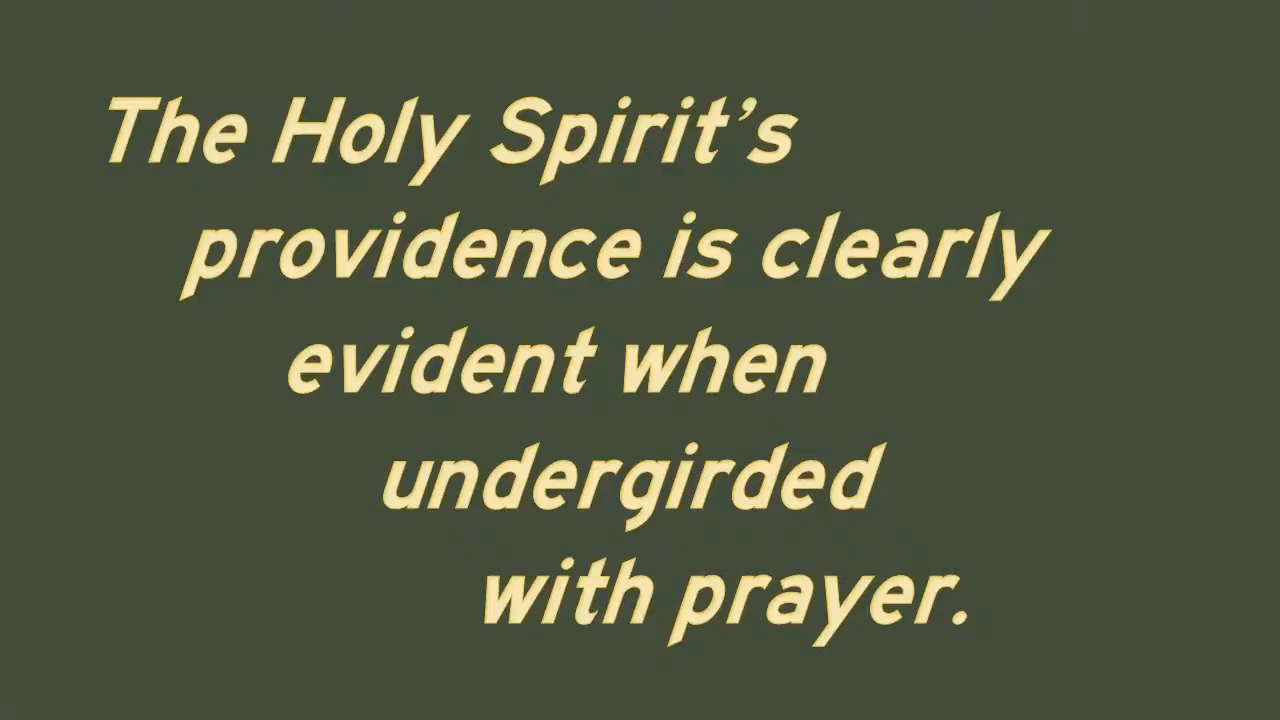 The Holy Spirit’s
providence is clearly
evident when
undergirded
with prayer.